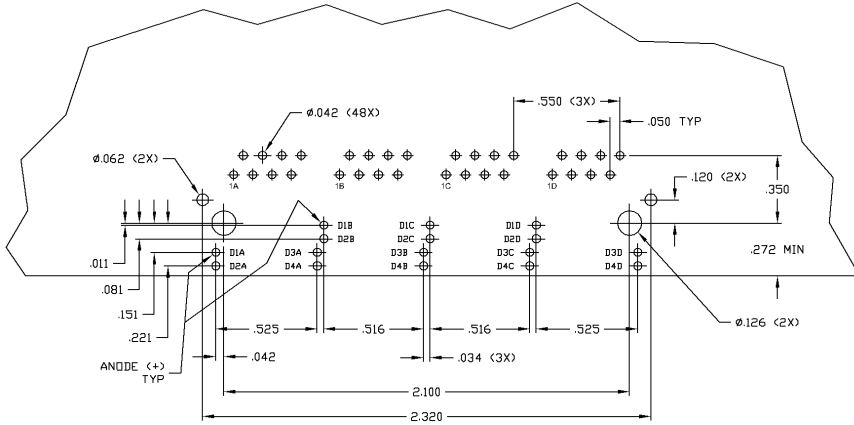 .550 (3X)
Ø.042 (48X)
.050 TYP
Ø.062 (2X)
.120 (2X)
1A
1B
1C
1D
.350
D1B
D1C
D1D
D2B
D2C
D2D
.272 MIN
.011
D1A
D3A
D3B
D3C
D3D
D2A
D4A
D4B
D4C
D4D
.081
.151
.221
.525
.516
.516
.525
Ø.126 (2X)
.042
.034 (3X)
ANODE (+)
TYP
2.100
2.320